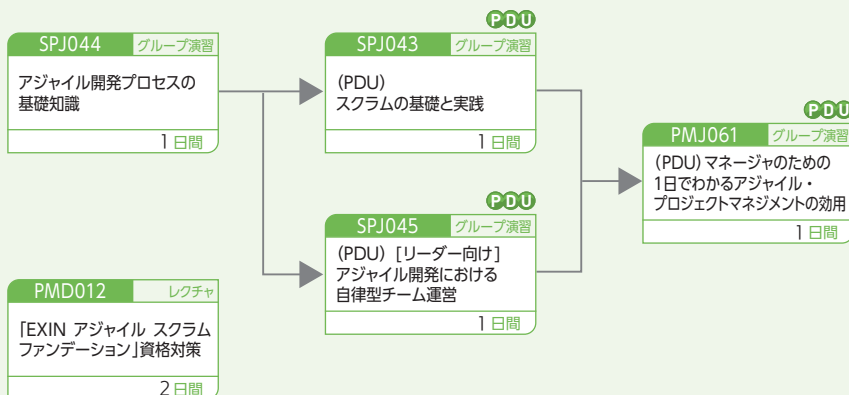 SPJ044 グループ演習
アジャイル開発プロセスの
基礎知識
1日間
PDU
SPJ043 グループ演習
(PDU)
スクラムの基礎と実践
1日間
PDU
SPJ045 グループ演習
(PDU) [リーダー向け]
アジャイル開発における
自律型チーム運営
1日間
PDU
PMJ061 グループ演習
(PDU) マネージャのための
1日でわかるアジャイル・
プロジェクトマネジメントの効用
1日間
PMD012 レクチャ
「EXIN アジャイル スクラム
ファンデーション」資格対策
2日間